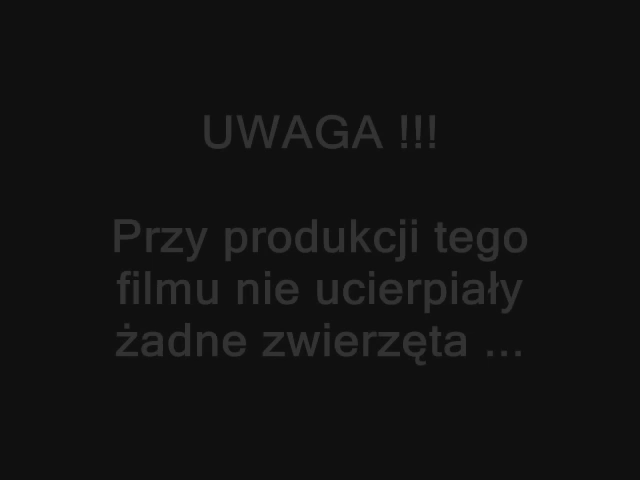 UWAGA !!!
Przy produkcji tego
filmu nie ucierpiały
żadne zwierzęta ...